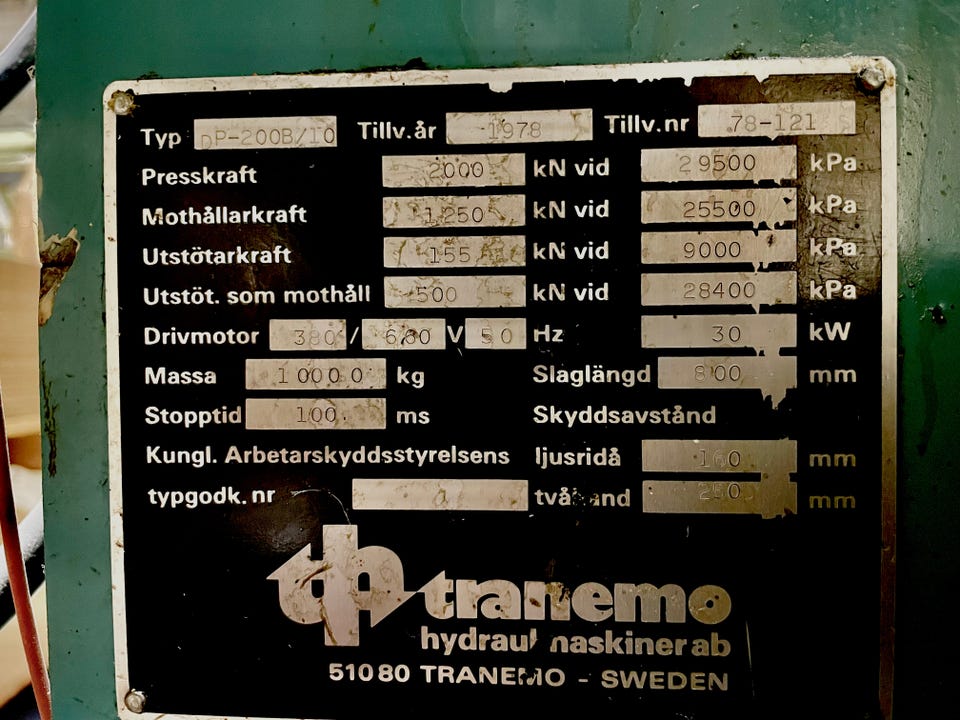 Typ DP-200B/10 Tillv.år 1978 Tillv.nr 78-121
Presskraft 2000 kN vid 29500 kPa
Mothållarkraft 1250 kN vid 25500 kPa
Utstötarkraft 155 kN vid 9000 kPa
Utstöt. som mothåll 500 kN vid 28400 kPa
Drivmotor 380 / 660 V 50 Hz 30 kW
Massa 10000 kg Slaglängd 800 mm
Stopptid 100 ms Skyddsavstånd
Kungl. Arbetarskyddsstyrelsens ljusridå 160 mm
typgodk. nr tvåhand 250 mm
th tranemo
hydraul maskiner ab
510 80 TRANEMO - SWEDEN